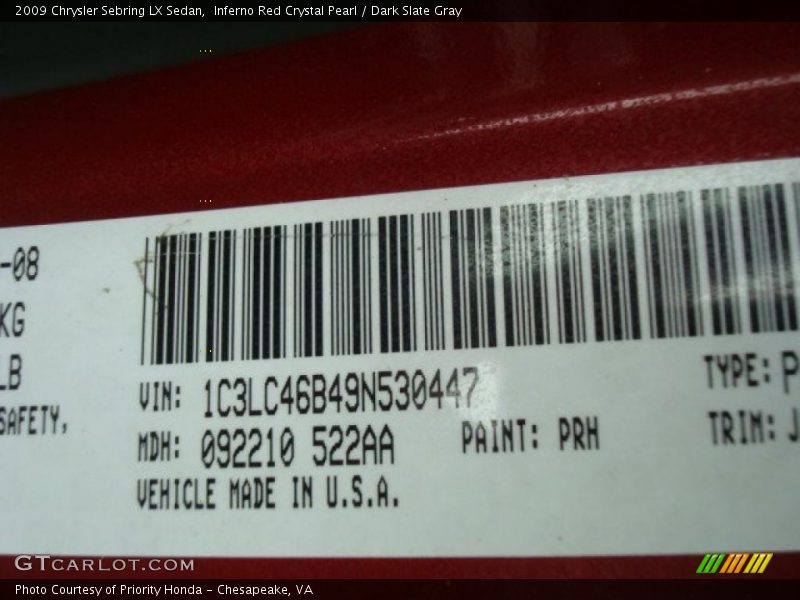 2009 Chrysler Sebring LX Sedan, Inferno Red Crystal Pearl / Dark Slate Gray
-08
KG
LB
SAFETY,
VIN: 1C3LC46B49N530447
TYPE: P
MDH: 092210 522AA
PAINT: PRH
TRIM: J
VEHICLE MADE IN U.S.A.
GTCARLOT.COM
Photo Courtesy of Priority Honda - Chesapeake, VA